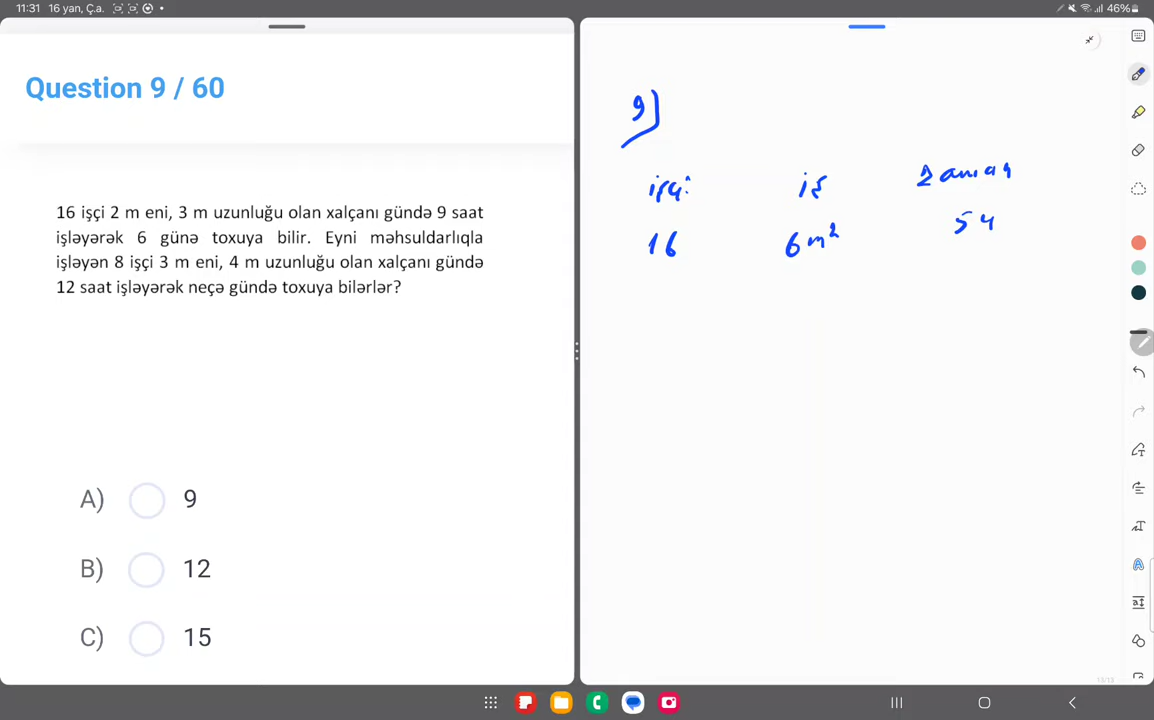 11:31 16 yan, Ç.a.
46%
Question 9 / 60
16 işçi 2 m eni, 3 m uzunluğu olan xalçanı gündə 9 saat
işləyərək 6 günə toxuya bilir. Eyni məhsuldarlıqla
işləyən 8 işçi 3 m eni, 4 m uzunluğu olan xalçanı gündə
12 saat işləyərək neçə gündə toxuya bilərlər?
A) 9
B) 12
C) 15
9)
işçi iş zaman
16 6m² 54
13/13